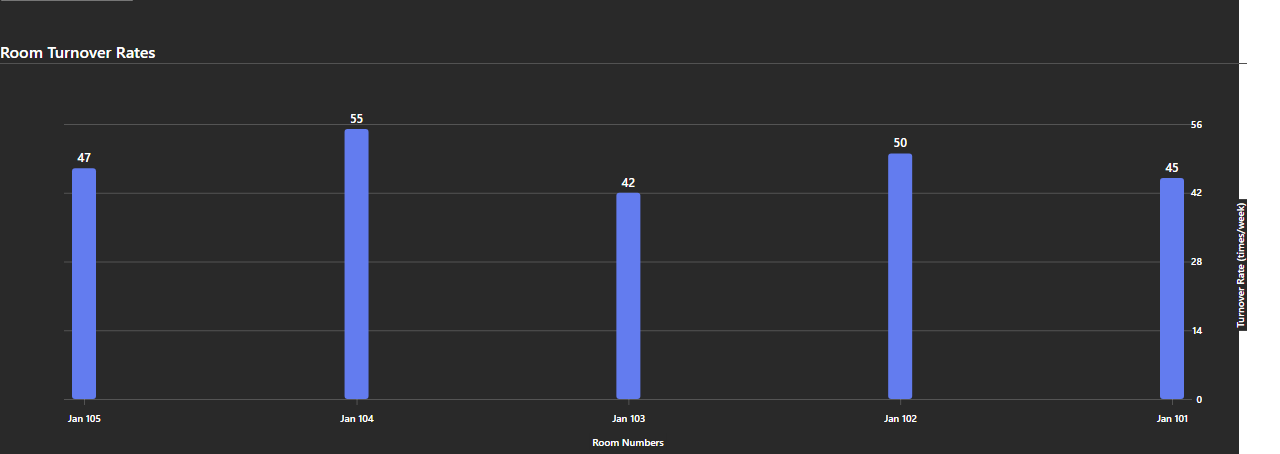 Room Turnover Rates
55
56
47
50
45
42
42
Turnover Rate (times/week)
28
14
0
Jan 105
Jan 104
Jan 103
Jan 102
Jan 101
Room Numbers